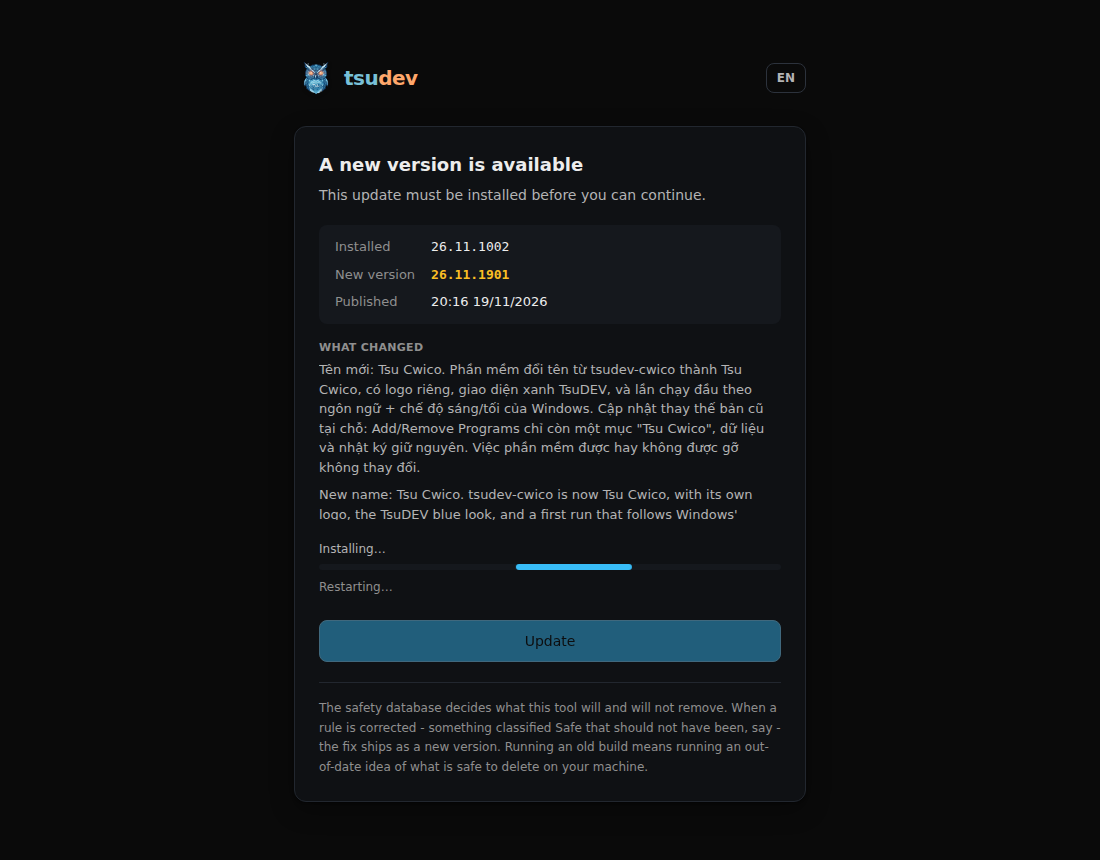 tsudev
EN
A new version is available
This update must be installed before you can continue.
Installed 26.11.1002
New version 26.11.1901
Published 20:16 19/11/2026
WHAT CHANGED
Tên mới: Tsu Cwico. Phần mềm đổi tên từ tsudev-cwico thành Tsu
Cwico, có logo riêng, giao diện xanh TsuDEV, và lần chạy đầu theo
ngôn ngữ + chế độ sáng/tối của Windows. Cập nhật thay thế bản cũ
tại chỗ: Add/Remove Programs chỉ còn một mục "Tsu Cwico", dữ liệu
và nhật ký giữ nguyên. Việc phần mềm được hay không được gỡ
không thay đổi.
New name: Tsu Cwico. tsudev-cwico is now Tsu Cwico, with its own
logo, the TsuDEV blue look, and a first run that follows Windows'
Installing…
Restarting…
Update
The safety database decides what this tool will and will not remove. When a
rule is corrected - something classified Safe that should not have been, say -
the fix ships as a new version. Running an old build means running an out-
of-date idea of what is safe to delete on your machine.